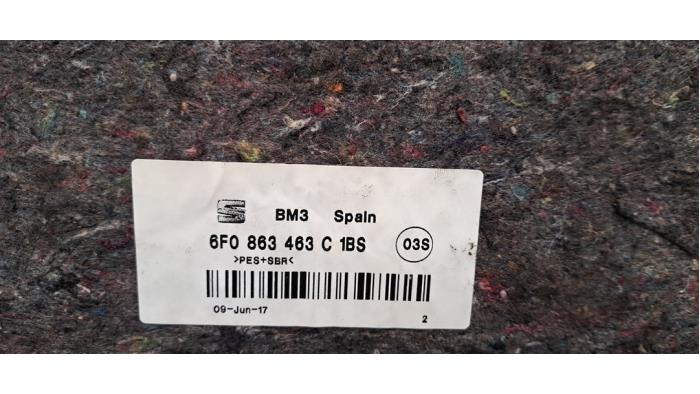 BM3 Spain
6F0 863 463 C 1BS 03S
>PES+SBR<
09-Jun-17 2